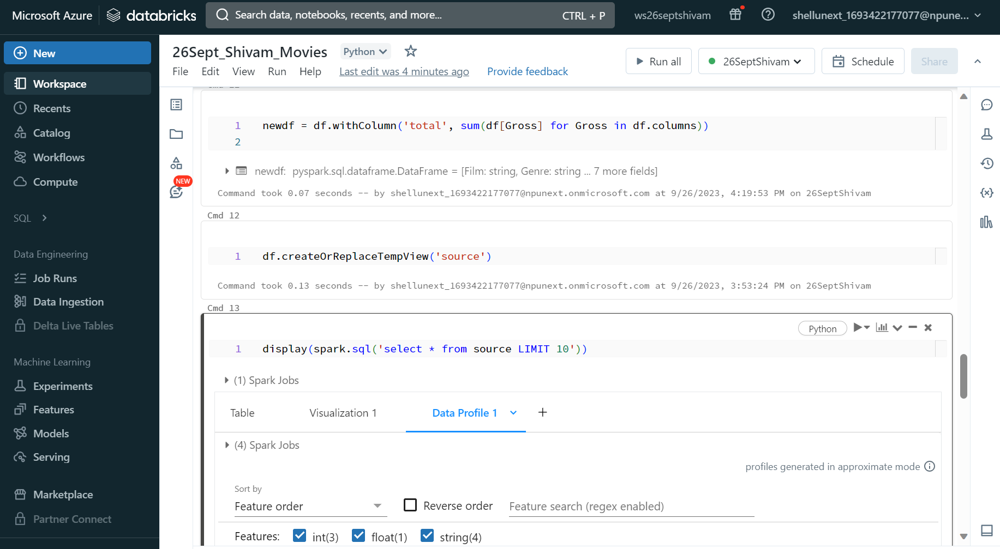 Microsoft Azure databricks Search data, notebooks, recents, and more... CTRL + P ws26septshivam shellunext_1693422177077@npune...
New
Workspace
Recents
Catalog
Workflows
Compute
SQL
Data Engineering
Job Runs
Data Ingestion
Delta Live Tables
Machine Learning
Experiments
Features
Models
Serving
Marketplace
Partner Connect
26Sept_Shivam_Movies Python
File Edit View Run Help Last edit was 4 minutes ago Provide feedback
Run all 26SeptShivam Schedule Share
NEW
1 newdf = df.withColumn('total', sum(df[Gross] for Gross in df.columns))
2
newdf: pyspark.sql.dataframe.DataFrame = [Film: string, Genre: string ... 7 more fields]
Command took 0.07 seconds -- by shellunext_1693422177077@npunext.onmicrosoft.com at 9/26/2023, 4:19:53 PM on 26SeptShivam
Cmd 12
1 df.createOrReplaceTempView('source')
Command took 0.13 seconds -- by shellunext_1693422177077@npunext.onmicrosoft.com at 9/26/2023, 3:53:24 PM on 26SeptShivam
Cmd 13
Python
1 display(spark.sql('select * from source LIMIT 10'))
(1) Spark Jobs
Table Visualization 1 Data Profile 1 +
(4) Spark Jobs
profiles generated in approximate mode
Sort by
Feature order Reverse order Feature search (regex enabled)
Features: int(3) float(1) string(4)